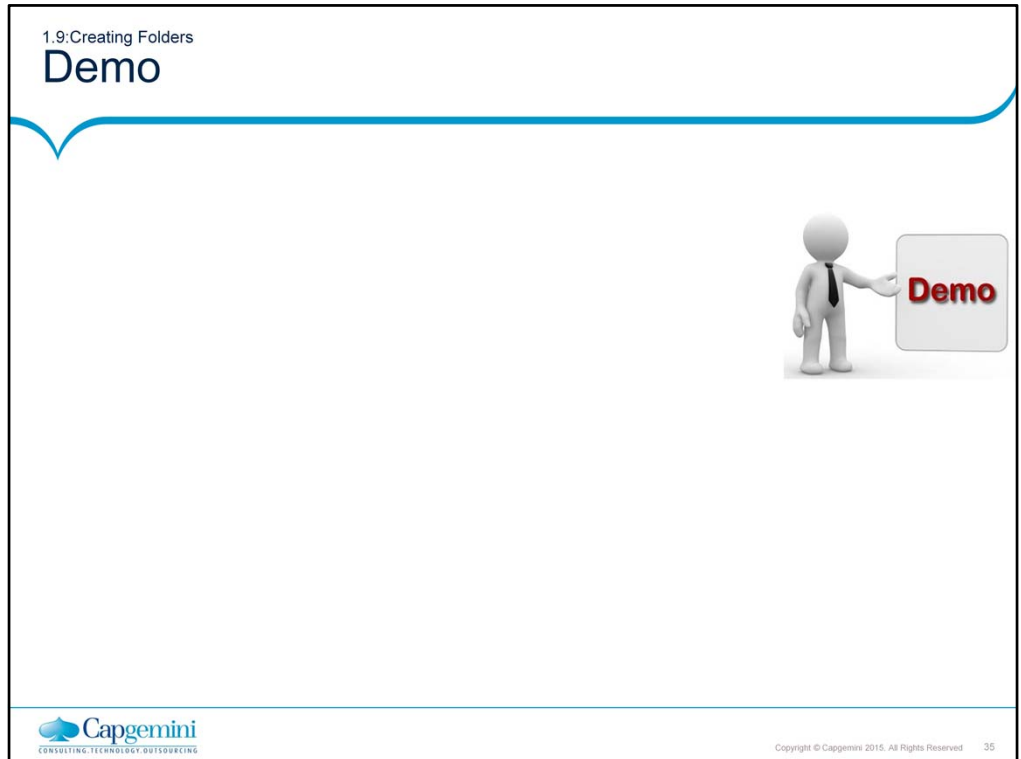 1.9:Creating Folders
Demo
Demo
Capgemini
CONSULTING.TECHNOLOGY.OUTSOURCING
Copyright © Capgemini 2015. All Rights Reserved 35